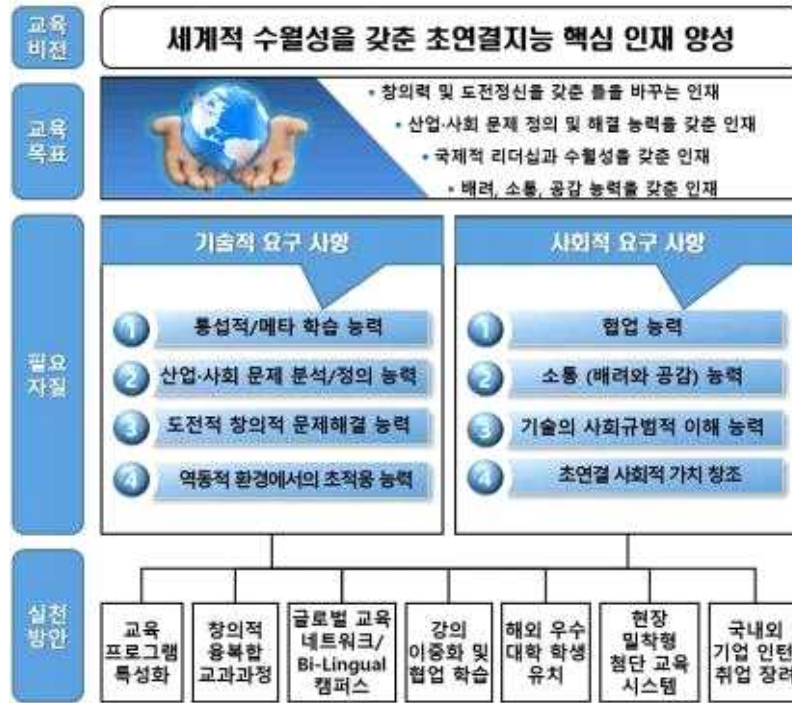 교육
비전
세계적 수월성을 갖춘 초연결지능 핵심 인재 양성
교육
목표
• 창의력 및 도전정신을 갖춘 틀을 바꾸는 인재
• 산업·사회 문제 정의 및 해결 능력을 갖춘 인재
• 국제적 리더십과 수월성을 갖춘 인재
• 배려, 소통, 공감 능력을 갖춘 인재
필요
자질
기술적 요구 사항
1 통섭적/메타 학습 능력
2 산업·사회 문제 분석/정의 능력
3 도전적 창의적 문제해결 능력
4 역동적 환경에서의 초적응 능력
사회적 요구 사항
1 협업 능력
2 소통 (배려와 공감) 능력
3 기술의 사회규범적 이해 능력
4 초연결 사회적 가치 창조
실천
방안
교육
프로그램
특성화
창의적
융복합
교과과정
글로벌 교육
네트워크/
Bi-Lingual
캠퍼스
강의
이중화 및
협업 학습
해외 우수
대학 학생
유치
현장
밀착형
첨단 교육
시스템
국내외
기업 인턴
취업 장려